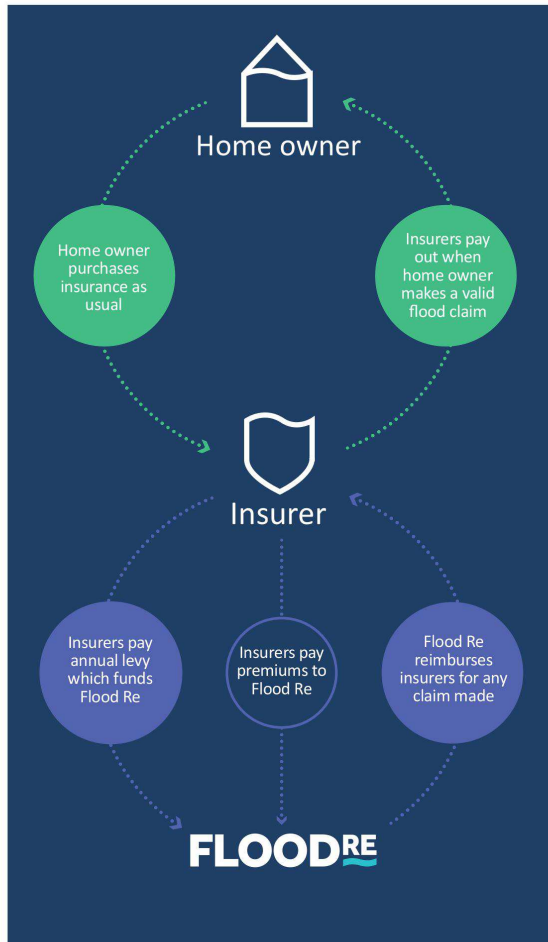 Home owner
Home owner
purchases
insurance as
usual
Insurers pay
out when
home owner
makes a valid
flood claim
Insurer
Insurers pay
annual levy
which funds
Flood Re
Insurers pay
premiums to
Flood Re
Flood Re
reimburses
insurers for any
claim made
FLOOD RE